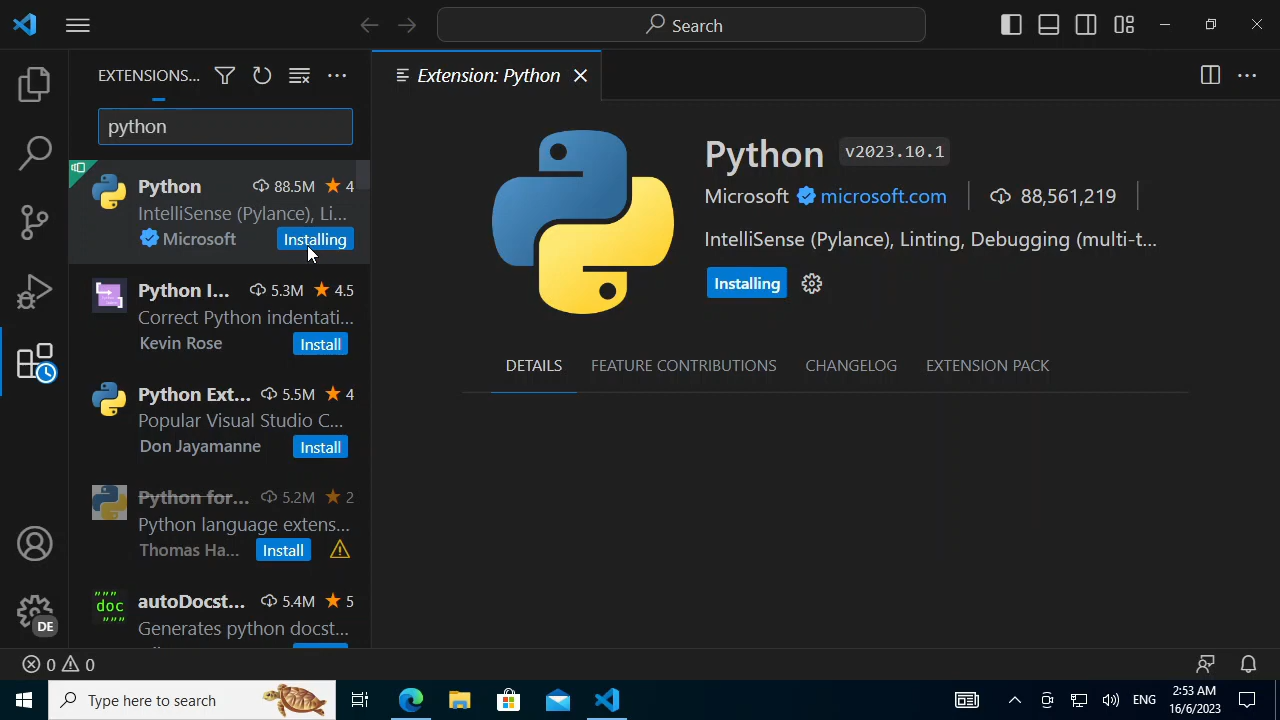 Search
EXTENSIONS...
Extension: Python
python
Python
88.5M
4
IntelliSense (Pylance), Li...
Microsoft
Installing
Python I...
5.3M
4.5
Correct Python indentati...
Kevin Rose
Install
Python Ext...
5.5M
4
Popular Visual Studio C...
Don Jayamanne
Install
Python for...
5.2M
2
Python language extens...
Thomas Ha...
Install
doc
autoDocst...
5.4M
5
Generates python docst...
Python
v2023.10.1
Microsoft
microsoft.com
88,561,219
IntelliSense (Pylance), Linting, Debugging (multi-t...
Installing
DETAILS
FEATURE CONTRIBUTIONS
CHANGELOG
EXTENSION PACK
DE
0
0
Type here to search
ENG
2:53 AM
16/6/2023